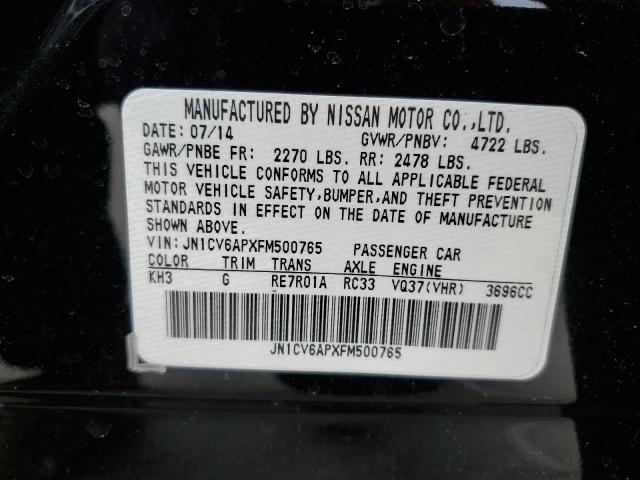 MANUFACTURED BY NISSAN MOTOR CO.,LTD.
DATE: 07/14 GVWR/PNBV: 4722 LBS.
GAWR/PNBE FR: 2270 LBS. RR: 2478 LBS.
THIS VEHICLE CONFORMS TO ALL APPLICABLE FEDERAL
MOTOR VEHICLE SAFETY,BUMPER,AND THEFT PREVENTION
STANDARDS IN EFFECT ON THE DATE OF MANUFACTURE
SHOWN ABOVE.
VIN: JN1CV6APXFM500765 PASSENGER CAR
COLOR TRIM TRANS AXLE ENGINE
KH3 G RE7R01A RC33 VQ37(VHR) 3696CC
JN1CV6APXFM500765